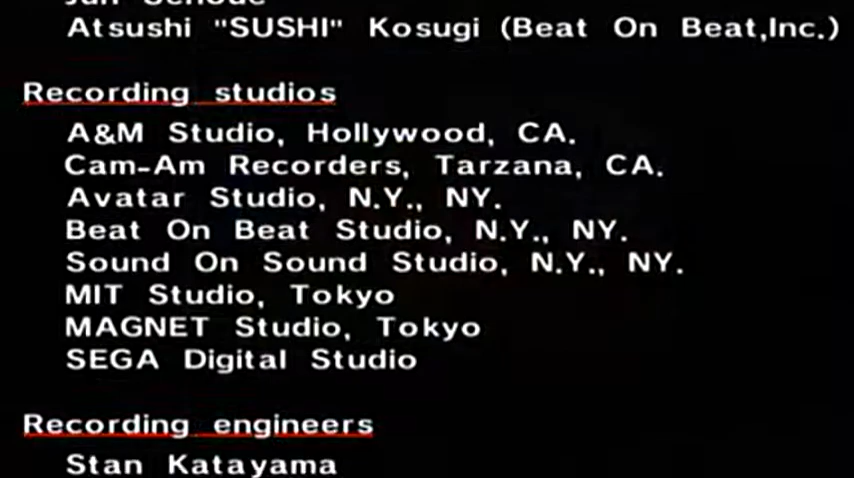 Jun Senoue
Atsushi "SUSHI" Kosugi (Beat On Beat,Inc.)
Recording studios
A&M Studio, Hollywood, CA.
Cam-Am Recorders, Tarzana, CA.
Avatar Studio, N.Y., NY.
Beat On Beat Studio, N.Y., NY.
Sound On Sound Studio, N.Y., NY.
MIT Studio, Tokyo
MAGNET Studio, Tokyo
SEGA Digital Studio
Recording engineers
Stan Katayama